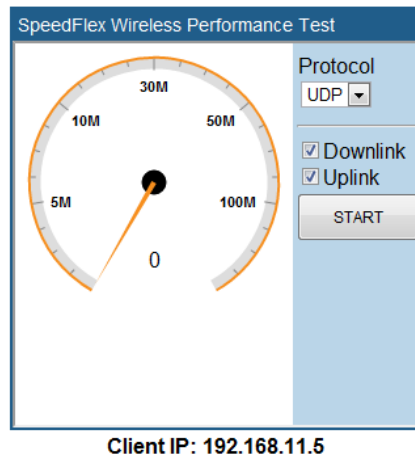 SpeedFlex Wireless Performance Test
Protocol
UDP
30M
10M
50M
5M
100M
0
Downlink
Uplink
START
Client IP: 192.168.11.5